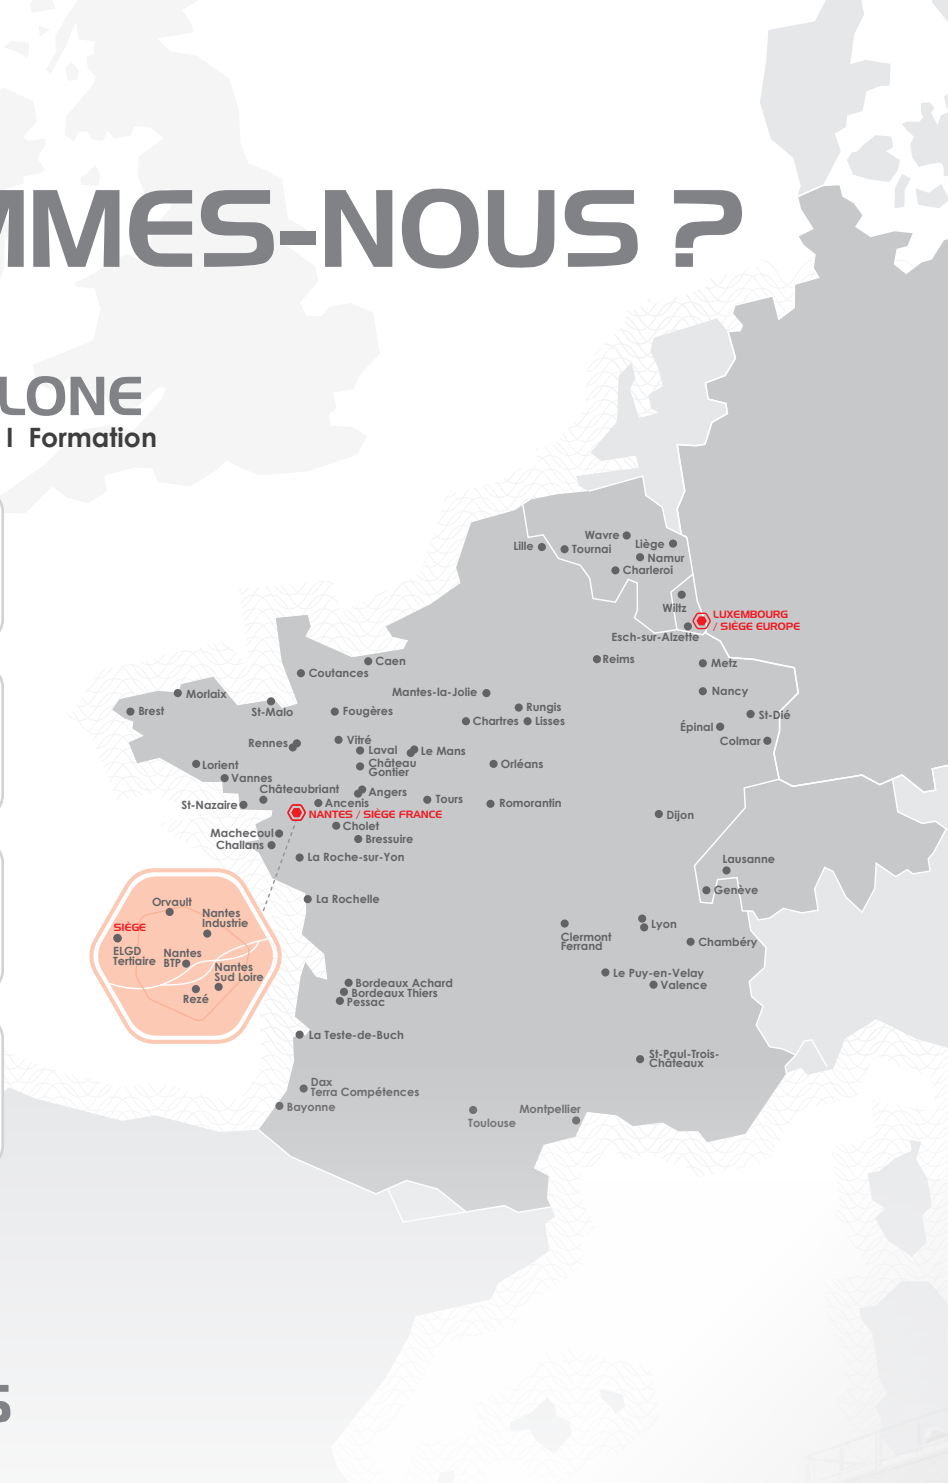 MMES-NOUS ?
LONE
I Formation
Wavre
Lille
Tournai
Liège
Namur
Charleroi
Wiltz
LUXEMBOURG
/ SIÈGE EUROPE
Esch-sur-Alzette
Caen
Coutances
Reims
Metz
Morlaix
Mantes-la-Jolie
Nancy
Brest
St-Malo
Fougères
Rungis
Chartres
Lisses
St-Dié
Épinal
Colmar
Rennes
Vitré
Laval
Le Mans
Château
Gontier
Orléans
Lorient
Vannes
Châteaubriant
Angers
St-Nazaire
Ancenis
Tours
Romorantin
NANTES / SIÈGE FRANCE
Dijon
Cholet
Machecoul
Challans
Bressuire
La Roche-sur-Yon
Lausanne
Genève
La Rochelle
Orvault
Nantes
Industrie
SIÈGE
ELGD
Tertiaire
Nantes
BTP
Nantes
Sud Loire
Rezé
Clermont
Ferrand
Lyon
Chambéry
Le Puy-en-Velay
Valence
Bordeaux Achard
Bordeaux Thiers
Pessac
La Teste-de-Buch
St-Paul-Trois-
Châteaux
Dax
Terra Compétences
Bayonne
Toulouse
Montpellier
S